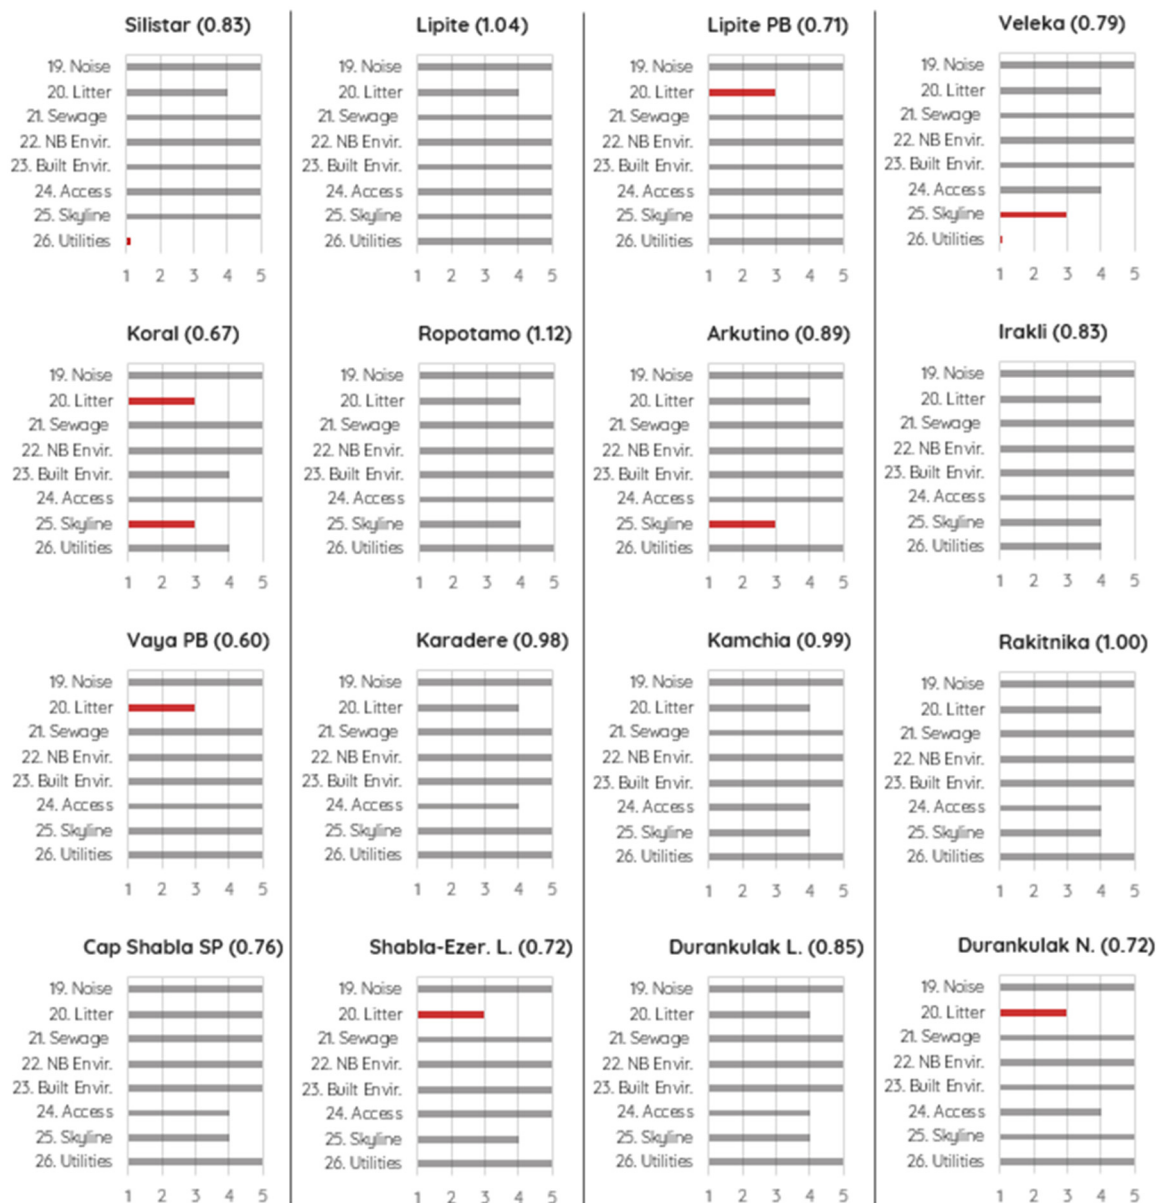 Silistar (0.83)
19. Noise
20. Litter
21. Sewage
22. NB Envir.
23. Built Envir.
24. Access
25. Skyline
26. Utilities
1 2 3 4 5
Lipite (1.04)
19. Noise
20. Litter
21. Sewage
22. NB Envir.
23. Built Envir.
24. Access
25. Skyline
26. Utilities
1 2 3 4 5
Lipite PB (0.71)
19. Noise
20. Litter
21. Sewage
22. NB Envir.
23. Built Envir.
24. Access
25. Skyline
26. Utilities
1 2 3 4 5
Veleka (0.79)
19. Noise
20. Litter
21. Sewage
22. NB Envir.
23. Built Envir.
24. Access
25. Skyline
26. Utilities
1 2 3 4 5
Koral (0.67)
19. Noise
20. Litter
21. Sewage
22. NB Envir.
23. Built Envir.
24. Access
25. Skyline
26. Utilities
1 2 3 4 5
Ropotamo (1.12)
19. Noise
20. Litter
21. Sewage
22. NB Envir.
23. Built Envir.
24. Access
25. Skyline
26. Utilities
1 2 3 4 5
Arkutino (0.89)
19. Noise
20. Litter
21. Sewage
22. NB Envir.
23. Built Envir.
24. Access
25. Skyline
26. Utilities
1 2 3 4 5
Irakli (0.83)
19. Noise
20. Litter
21. Sewage
22. NB Envir.
23. Built Envir.
24. Access
25. Skyline
26. Utilities
1 2 3 4 5
Vaya PB (0.60)
19. Noise
20. Litter
21. Sewage
22. NB Envir.
23. Built Envir.
24. Access
25. Skyline
26. Utilities
1 2 3 4 5
Karadere (0.98)
19. Noise
20. Litter
21. Sewage
22. NB Envir.
23. Built Envir.
24. Access
25. Skyline
26. Utilities
1 2 3 4 5
Kamchia (0.99)
19. Noise
20. Litter
21. Sewage
22. NB Envir.
23. Built Envir.
24. Access
25. Skyline
26. Utilities
1 2 3 4 5
Rakitnika (1.00)
19. Noise
20. Litter
21. Sewage
22. NB Envir.
23. Built Envir.
24. Access
25. Skyline
26. Utilities
1 2 3 4 5
Cap Shabla SP (0.76)
19. Noise
20. Litter
21. Sewage
22. NB Envir.
23. Built Envir.
24. Access
25. Skyline
26. Utilities
1 2 3 4 5
Shabla-Ezer. L. (0.72)
19. Noise
20. Litter
21. Sewage
22. NB Envir.
23. Built Envir.
24. Access
25. Skyline
26. Utilities
1 2 3 4 5
Durankulak L. (0.85)
19. Noise
20. Litter
21. Sewage
22. NB Envir.
23. Built Envir.
24. Access
25. Skyline
26. Utilities
1 2 3 4 5
Durankulak N. (0.72)
19. Noise
20. Litter
21. Sewage
22. NB Envir.
23. Built Envir.
24. Access
25. Skyline
26. Utilities
1 2 3 4 5